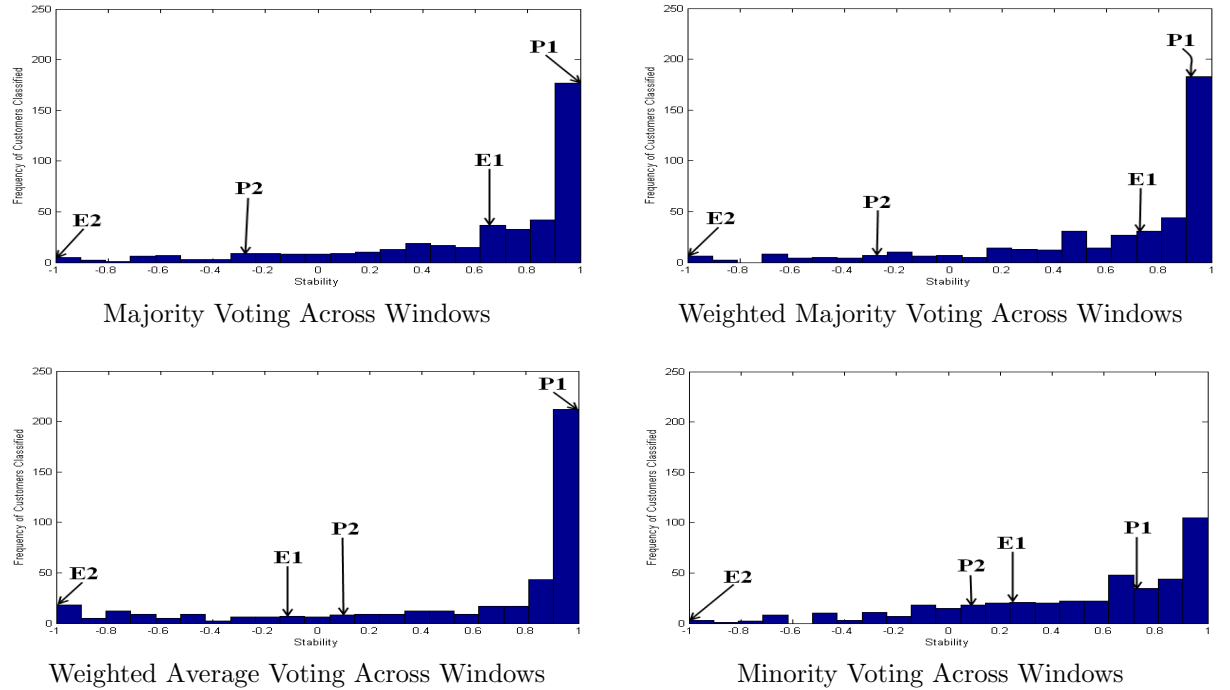 250
200
150
100
50
0
Frequency of Customers Classified
P1
E1
P2
E2
-1 -0.8 -0.6 -0.4 -0.2 0 0.2 0.4 0.6 0.8 1
Stability
Majority Voting Across Windows
250
200
150
100
50
0
Frequency of Customers Classified
P1
E1
P2
E2
-1 -0.8 -0.6 -0.4 -0.2 0 0.2 0.4 0.6 0.8 1
Stability
Weighted Majority Voting Across Windows
250
200
150
100
50
0
Frequency of Customers Classified
P1
P2
E1
E2
-1 -0.8 -0.6 -0.4 -0.2 0 0.2 0.4 0.6 0.8 1
Stability
Weighted Average Voting Across Windows
250
200
150
100
50
0
Frequency of Customers Classified
P1
E1
P2
E2
-1 -0.8 -0.6 -0.4 -0.2 0 0.2 0.4 0.6 0.8 1
Stability
Minority Voting Across Windows